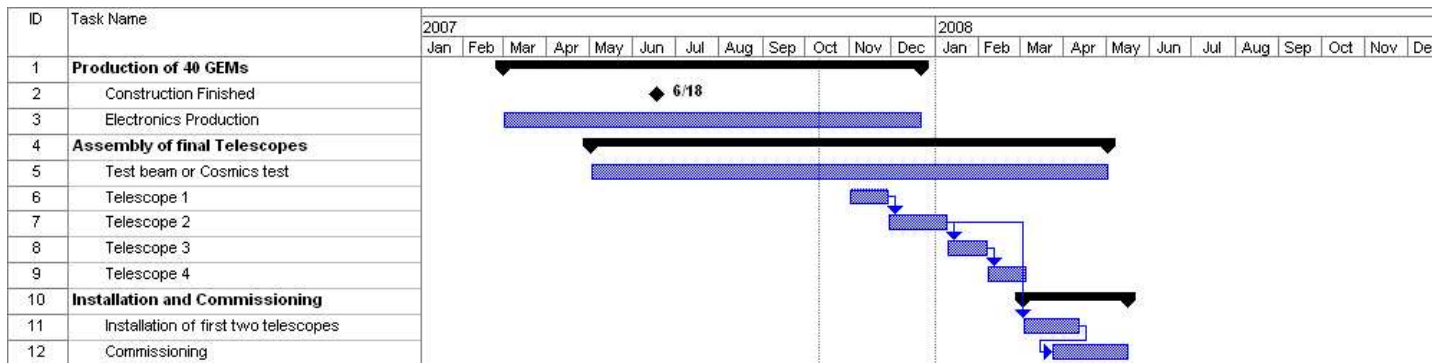 ID Task Name 2007 2008
Jan Feb Mar Apr May Jun Jul Aug Sep Oct Nov Dec Jan Feb Mar Apr May Jun Jul Aug Sep Oct Nov De
1 Production of 40 GEMs
2 Construction Finished 6/18
3 Electronics Production
4 Assembly of final Telescopes
5 Test beam or Cosmics test
6 Telescope 1
7 Telescope 2
8 Telescope 3
9 Telescope 4
10 Installation and Commissioning
11 Installation of first two telescopes
12 Commissioning